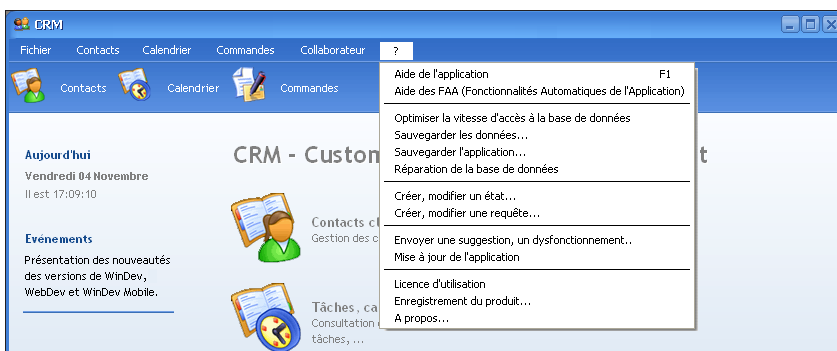 CRM
Fichier Contacts Calendrier Commandes Collaborateur ?
Contacts Calendrier Commandes
Aide de l'application F1
Aide des FAA (Fonctionnalités Automatiques de l'Application)
Optimiser la vitesse d'accès à la base de données
Sauvegarder les données...
Sauvegarder l'application...
Réparation de la base de données
Créer, modifier un état...
Créer, modifier une requête...
Envoyer une suggestion, un dysfonctionnement..
Mise à jour de l'application
Licence d'utilisation
Enregistrement du produit...
A propos...
Aujourd'hui
Vendredi 04 Novembre
Il est 17:09:10
Evénements
Présentation des nouveautés
des versions de WinDev,
WebDev et WinDev Mobile.
CRM - Custon t
Contacts cl
Gestion des c
Tâches, ca
Consultation
tâches, ...